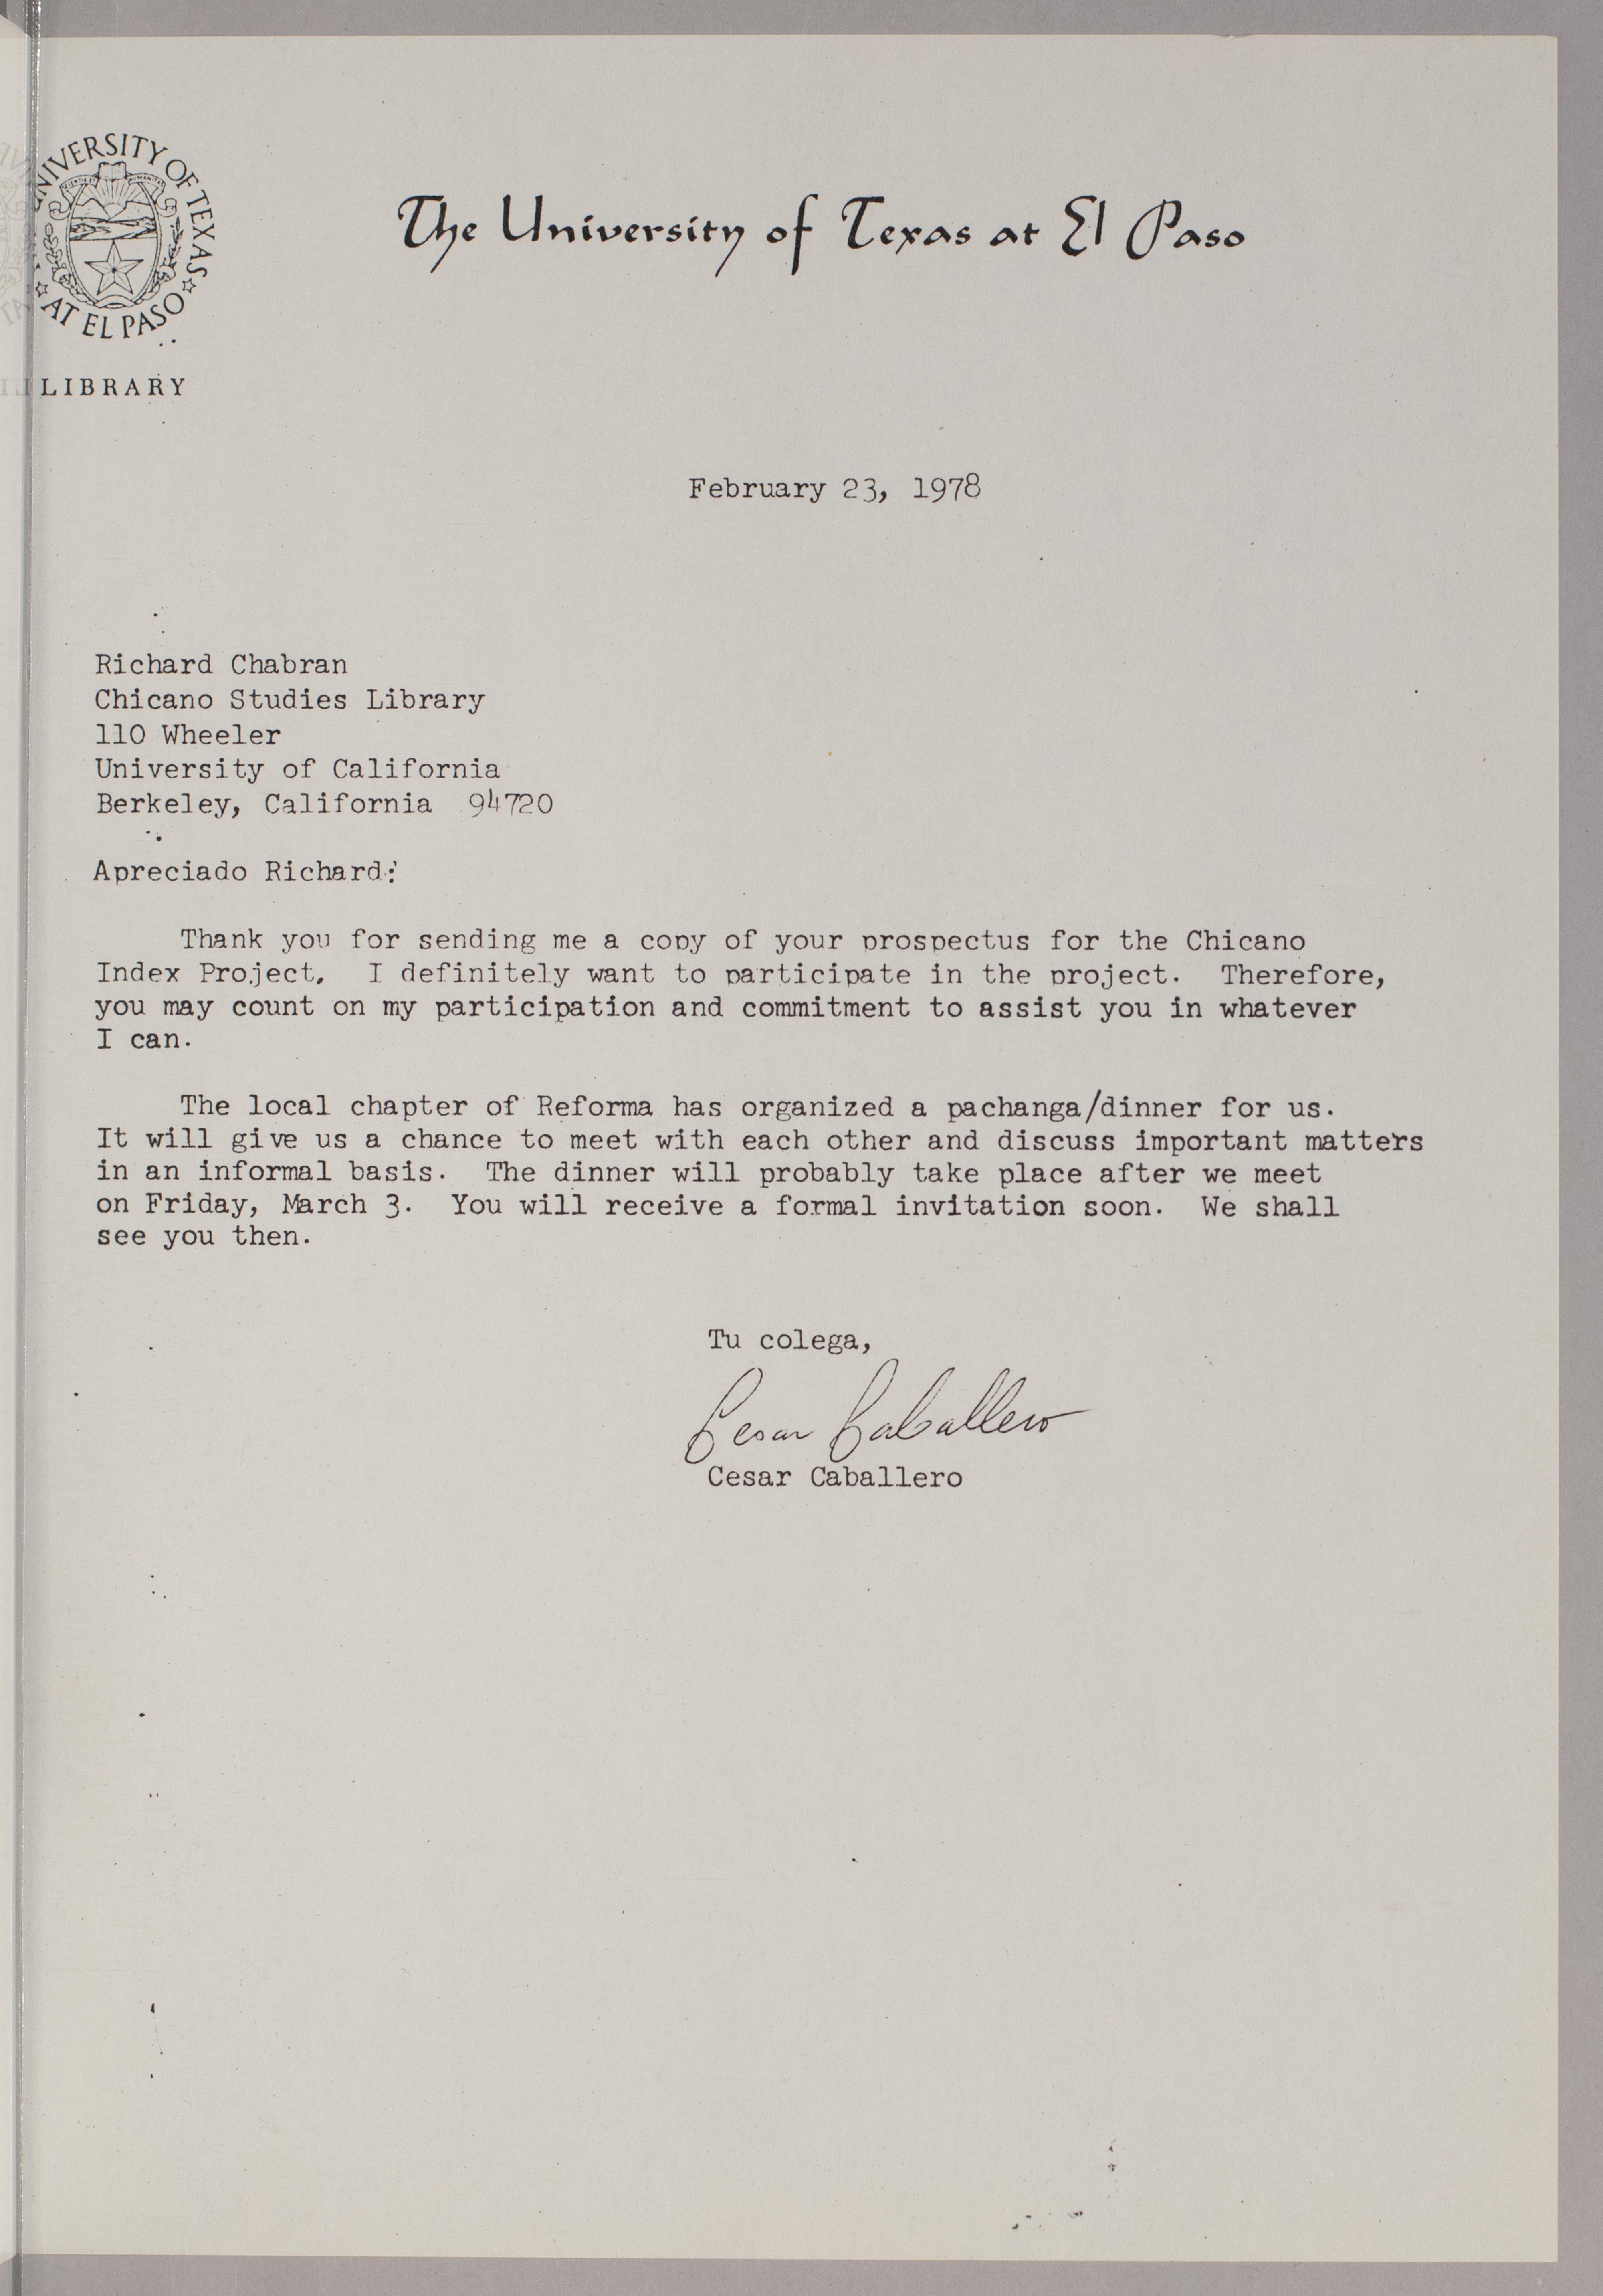 UNIVERSITY OF TEXAS
AT EL PASO
LIBRARY
The University of Texas at El Paso
February 23, 1978
Richard Chabran
Chicano Studies Library
110 Wheeler
University of California
Berkeley, California 94720
Apreciado Richard:
Thank you for sending me a copy of your prospectus for the Chicano
Index Project. I definitely want to participate in the project. Therefore,
you may count on my participation and commitment to assist you in whatever
I can.
The local chapter of Reforma has organized a pachanga/dinner for us.
It will give us a chance to meet with each other and discuss important matters
in an informal basis. The dinner will probably take place after we meet
on Friday, March 3. You will receive a formal invitation soon. We shall
see you then.
Tu colega,
Cesar Caballero
Cesar Caballero